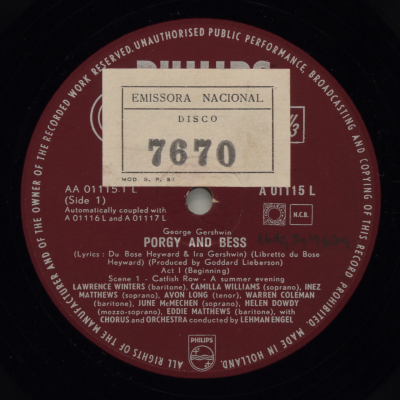 ALL RIGHTS OF THE MANUFACTURER AND OF THE OWNER OF THE RECORDED WORK RESERVED. UNAUTHORISED PUBLIC PERFORMANCE, BROADCASTING AND COPYING OF THIS RECORD PROHIBITED. MADE IN HOLLAND.
PHILIPS
EMISSORA NACIONAL
DISCO
7670
MOD. S. P. 87
AA 01115 1 L
(Side 1)
A 01115 L
Automatically coupled with
A 01116 L and A 01117 L
N.C.B.
George Gershwin
PORGY AND BESS
(Lyrics : Du Bose Heyward & Ira Gershwin) (Libretto du Bose
Heyward) (Produced by Goddard Lieberson)
Act I (Beginning)
Scene 1 - Catfish Row - A summer evening
LAWRENCE WINTERS (baritone), CAMILLA WILLIAMS (soprano), INEZ
MATTHEWS (soprano), AVON LONG (tenor), WARREN COLEMAN
(baritone), JUNE McMECHEN (soprano), HELEN DOWDY
(mozzo-soprano), EDDIE MATTHEWS (baritone), with
CHORUS and ORCHESTRA conducted by LEHMAN ENGEL
PHILIPS